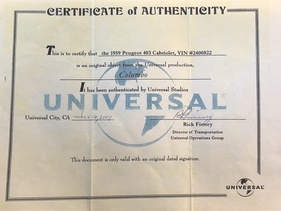 CERTIFICATE OF AUTHENTICITY
This is to certify that the 1959 Peugeot 403 Cabriolet, VIN #2400822
is an original object from the Universal production,
Columbo
It has been authenticated by Universal Studios
UNIVERSAL
Universal City, CA
Rick Finney
Director of Transportation
Universal Operations Group
This document is only valid with an original dated signature.
UNIVERSAL